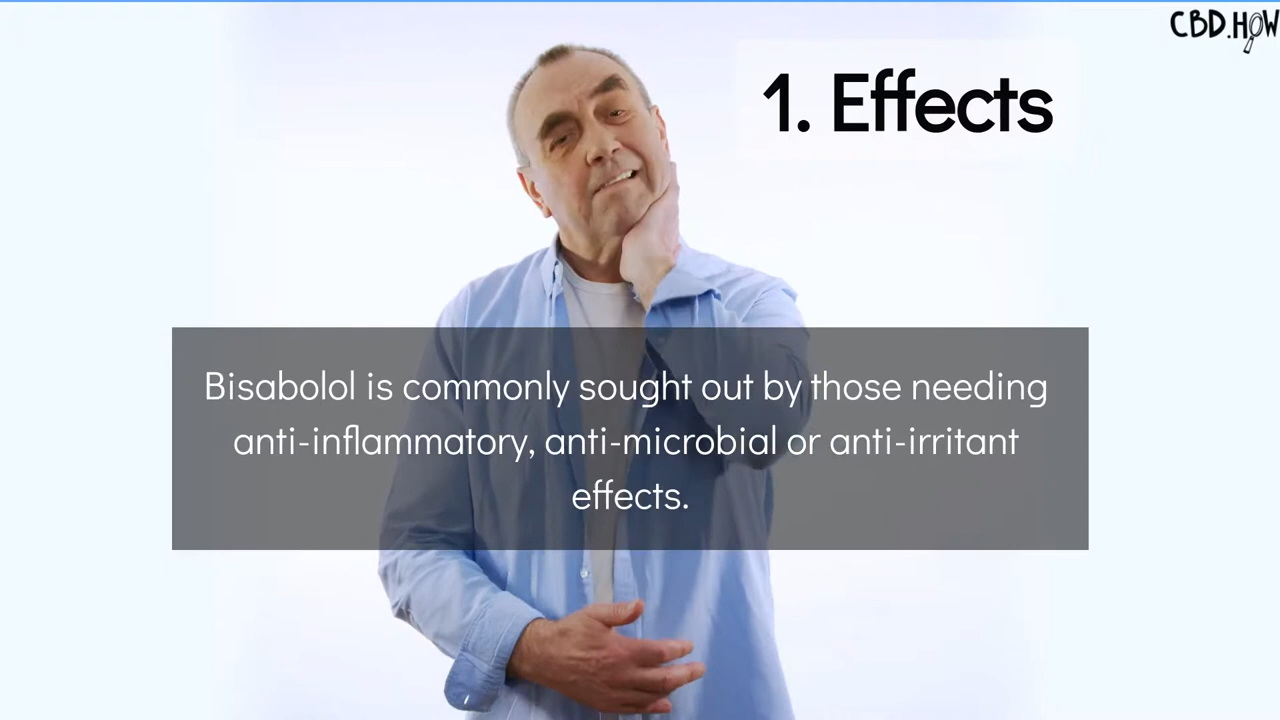 CBD.HOW
1. Effects
Bisabolol is commonly sought out by those needing
anti-inflammatory, anti-microbial or anti-irritant
effects.